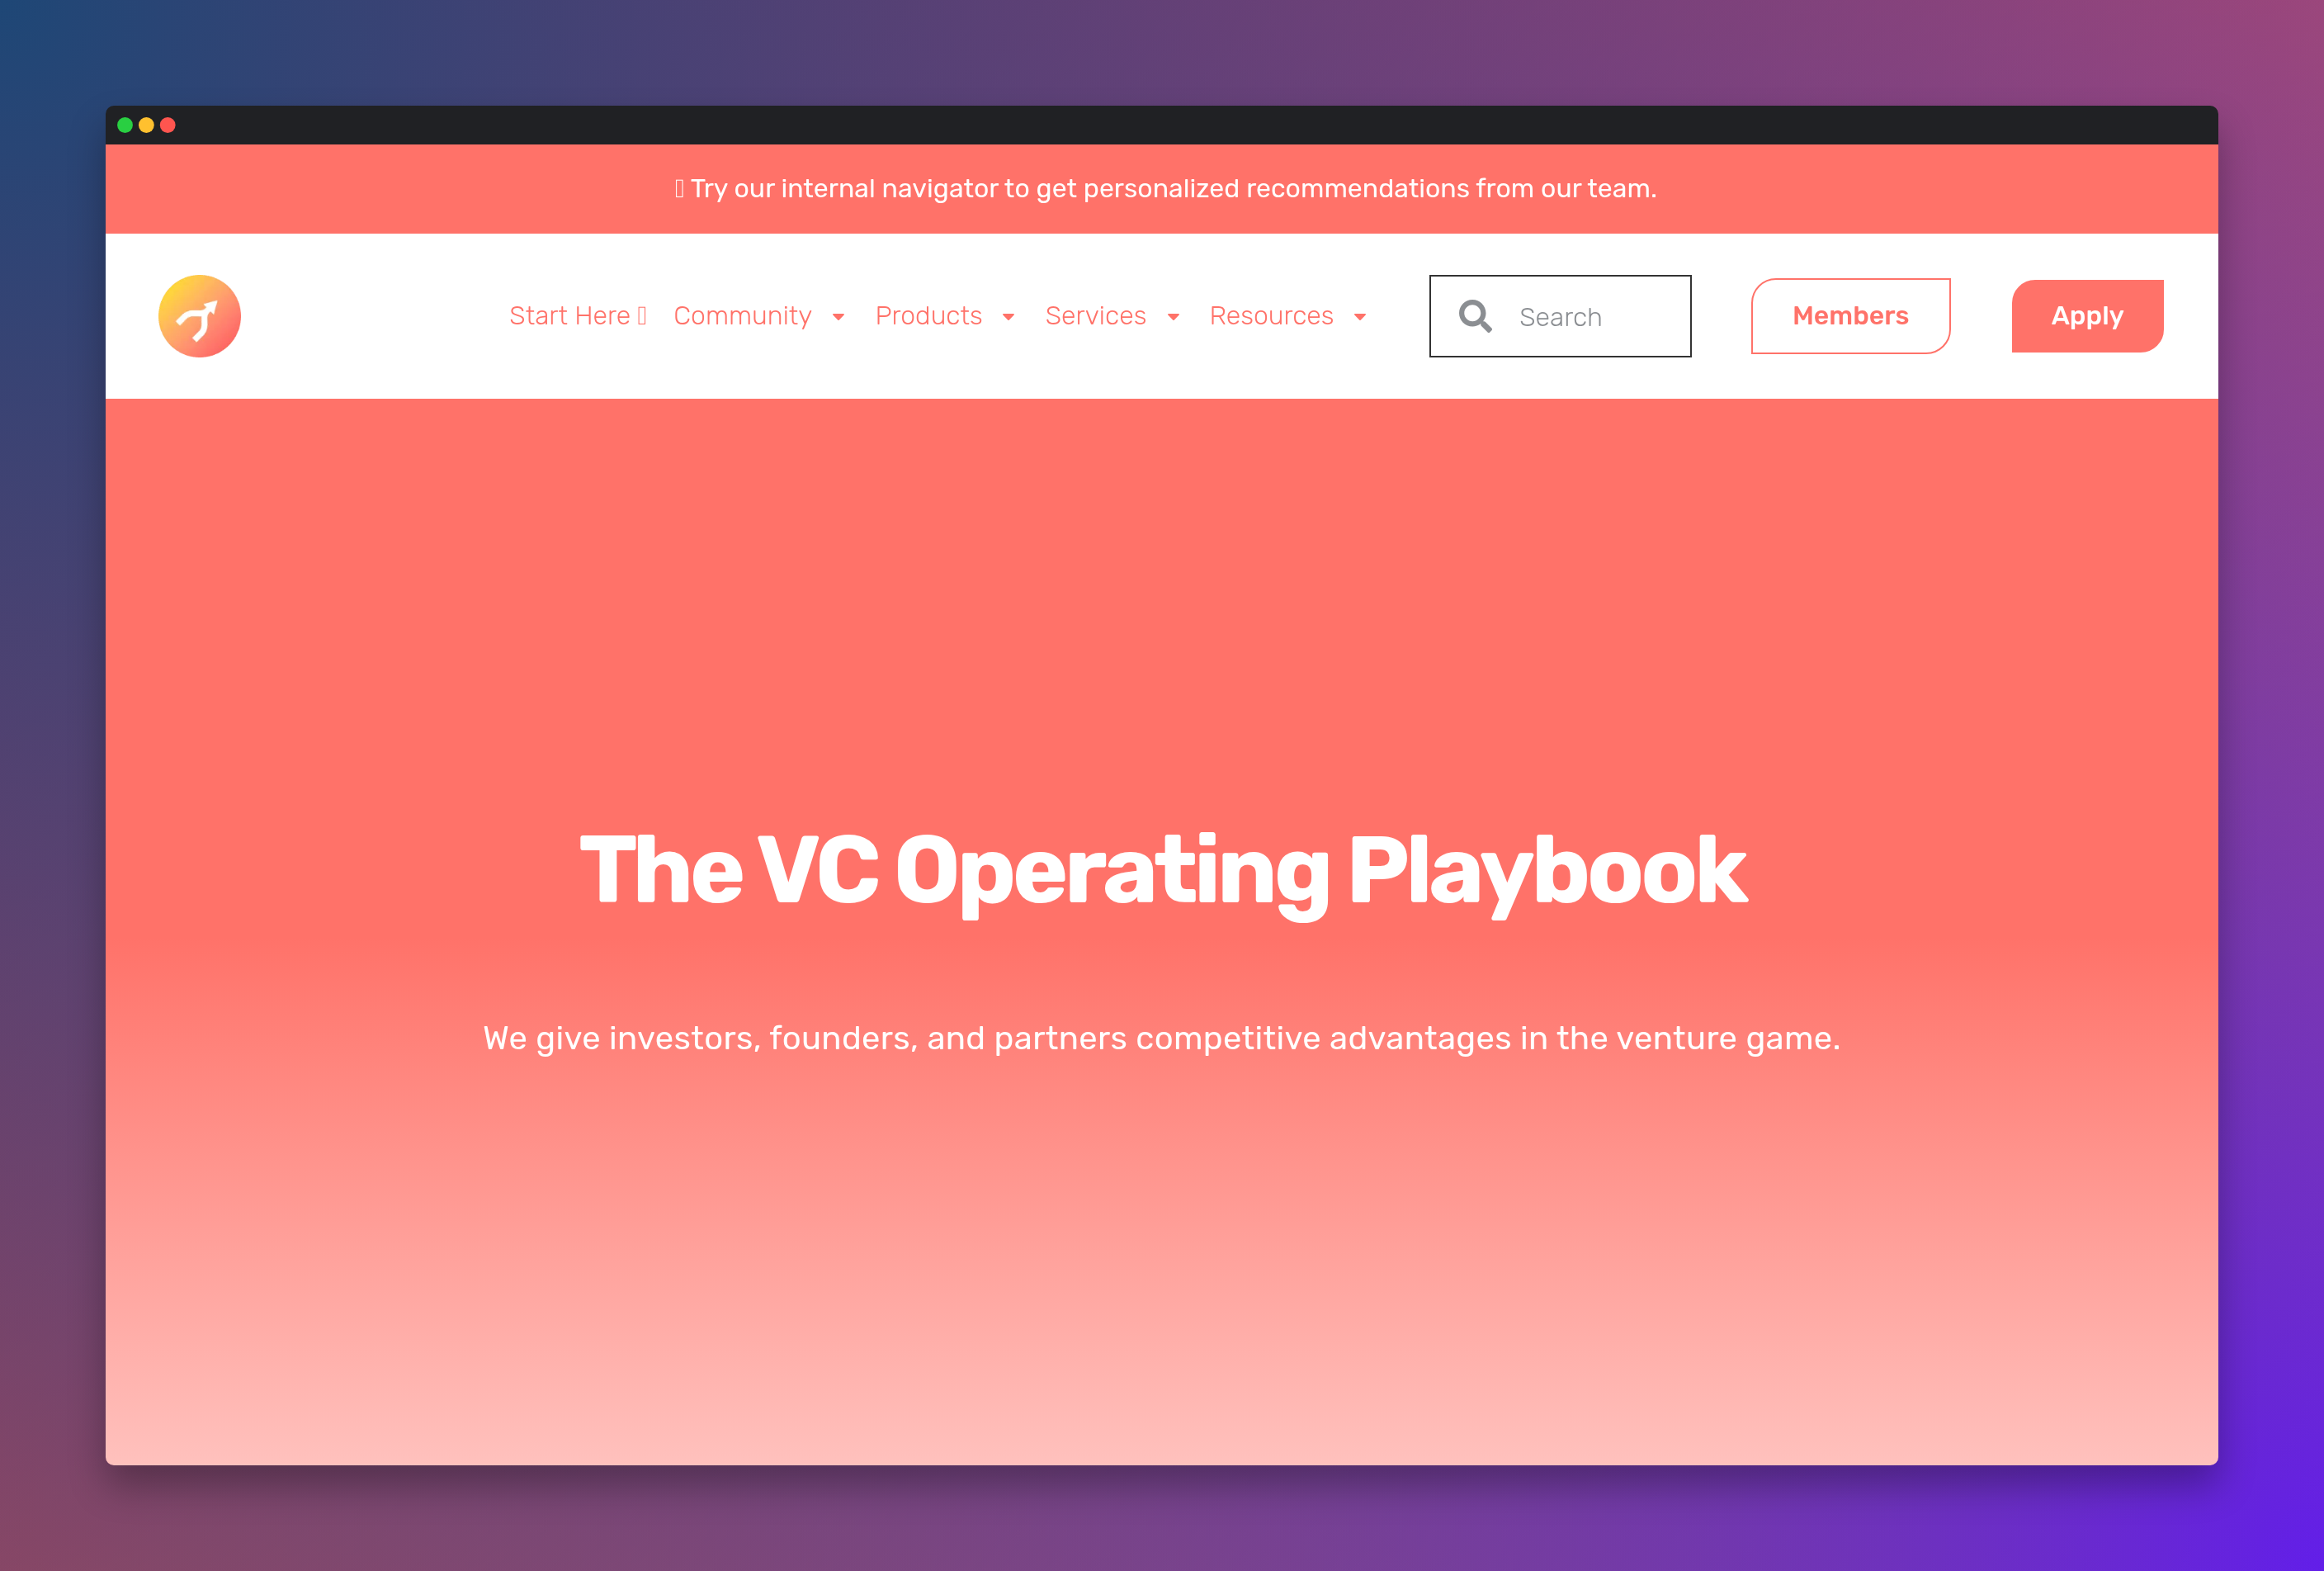 Try our internal navigator to get personalized recommendations from our team.
Start Here Community Products Services Resources Search Members Apply
The VC Operating Playbook
We give investors, founders, and partners competitive advantages in the venture game.